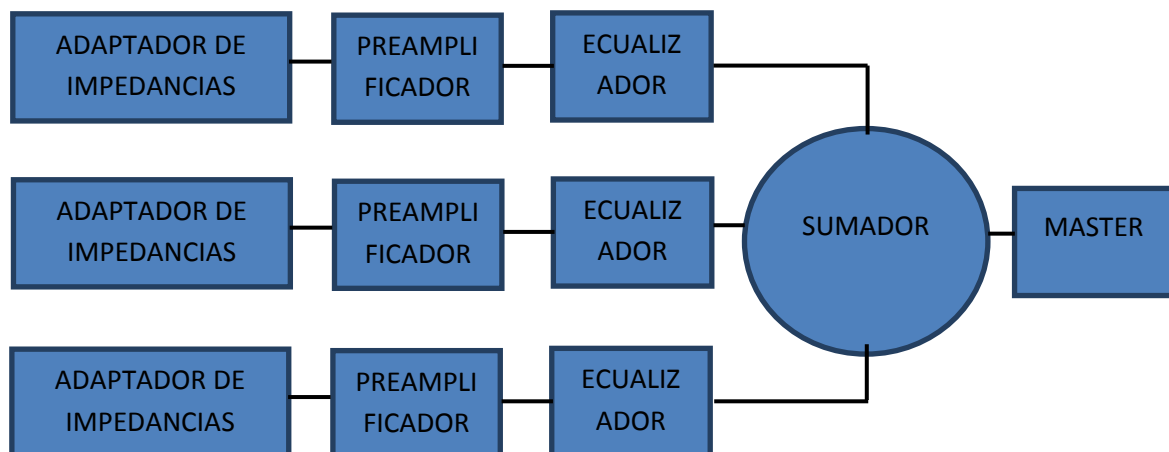 ADAPTADOR DE
IMPEDANCIAS
PREAMPLI
FICADOR
ECUALIZ
ADOR
ADAPTADOR DE
IMPEDANCIAS
PREAMPLI
FICADOR
ECUALIZ
ADOR
SUMADOR
MASTER
ADAPTADOR DE
IMPEDANCIAS
PREAMPLI
FICADOR
ECUALIZ
ADOR